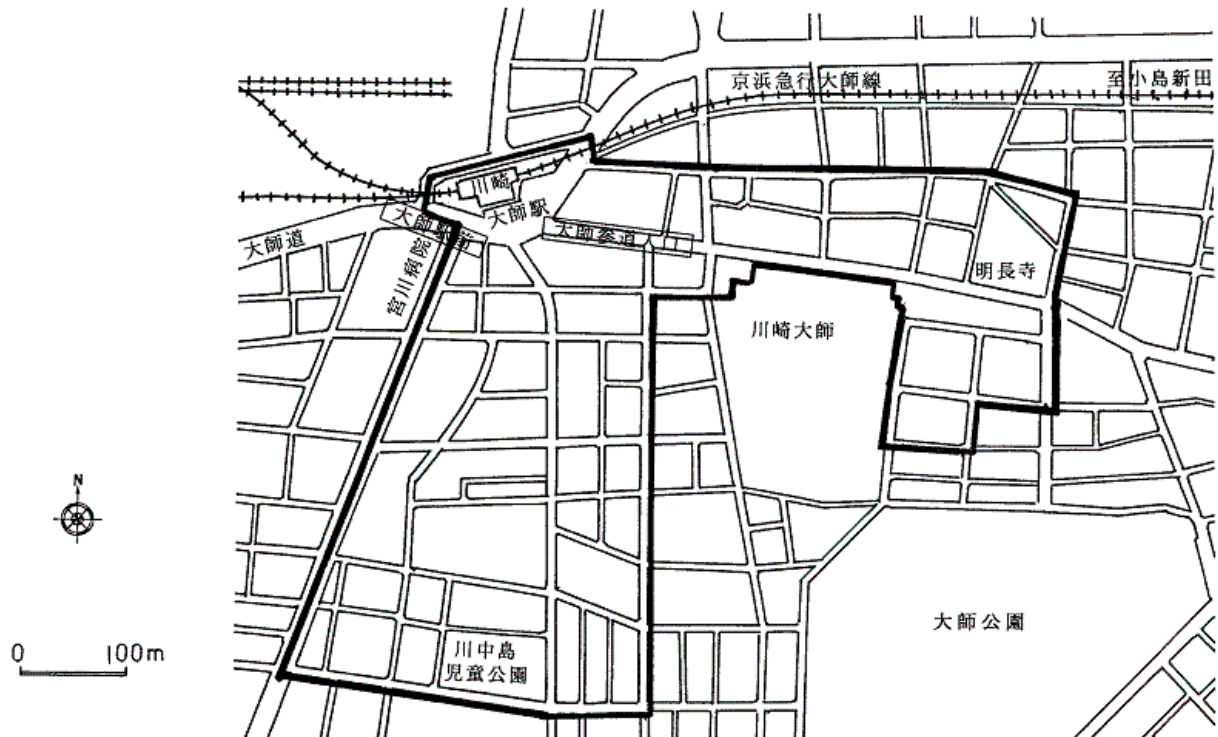 京浜急行大師線
至小島新田
川崎
大師駅
大師駅前
大師参道
大師道
宮川病院
明長寺
川崎大師
N
大師公園
0 100m
川中島
児童公園